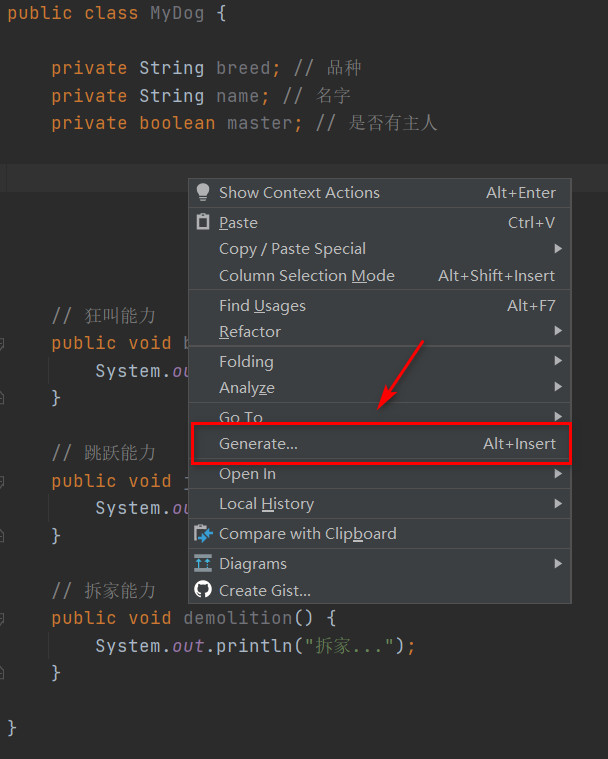 public class MyDog {
private String breed; // 品种
private String name; // 名字
private boolean master; // 是否有主人
Show Context Actions Alt+Enter
Paste Ctrl+V
Copy / Paste Special
Column Selection Mode Alt+Shift+Insert
Find Usages Alt+F7
Refactor
Folding
Analyze
Go To
Generate... Alt+Insert
Open In
Local History
Compare with Clipboard
Diagrams
Create Gist...
// 狂叫能力
public void b
System.ou
}
// 跳跃能力
public void j
System.ou
}
// 拆家能力
public void demolition() {
System.out.println("拆家...");
}
}